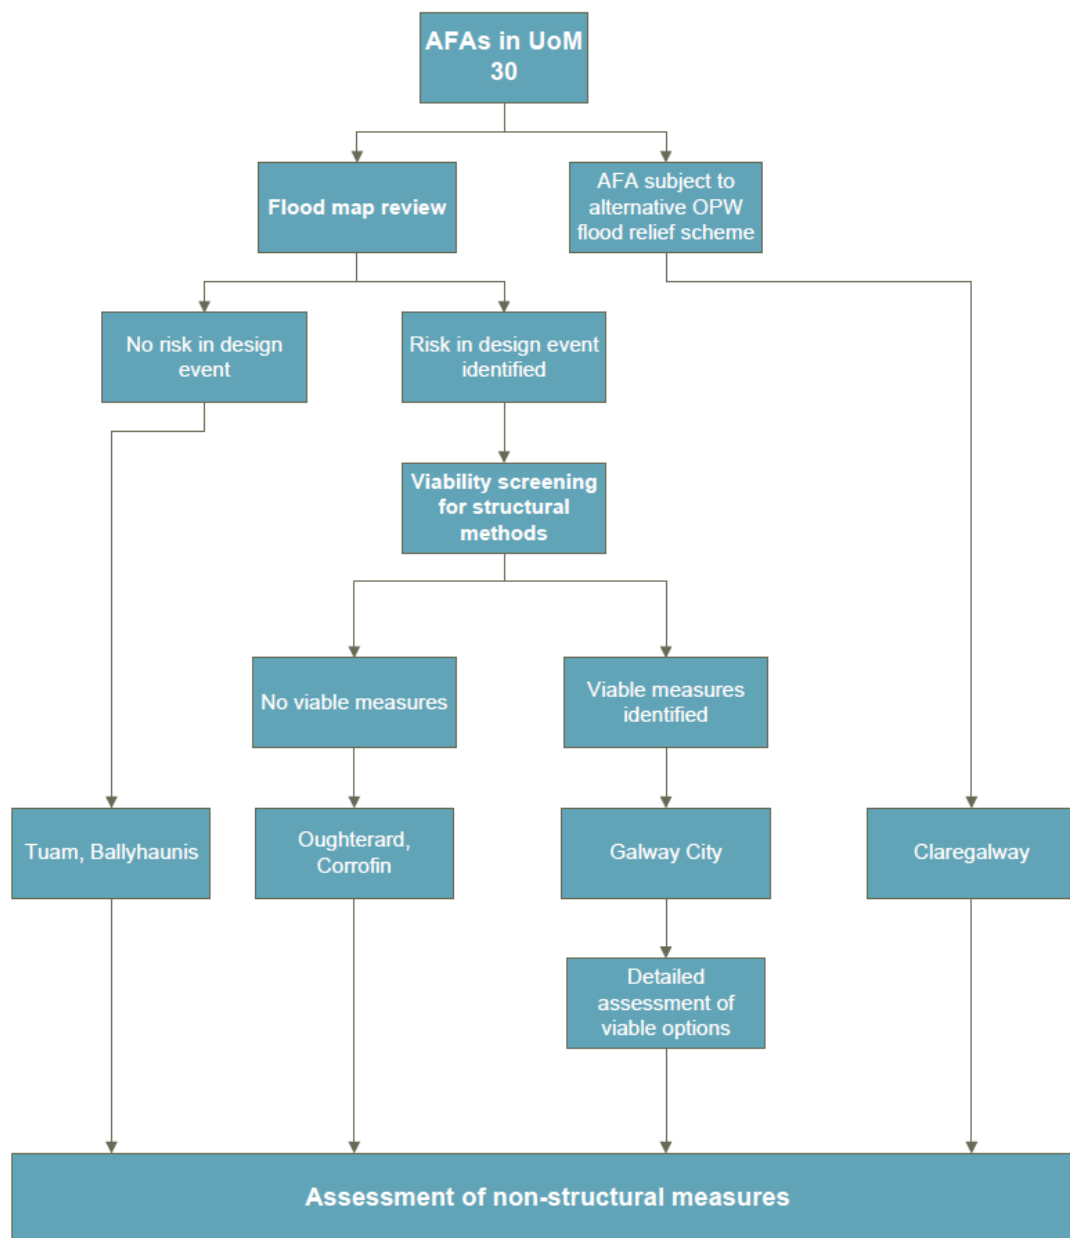 AFAs in UoM
30
Flood map review
AFA subject to
alternative OPW
flood relief scheme
No risk in design
event
Risk in design event
identified
Viability screening
for structural
methods
No viable measures
Viable measures
identified
Tuam, Ballyhaunis
Oughterard,
Corrofin
Galway City
Claregalway
Detailed
assessment of
viable options
Assessment of non-structural measures